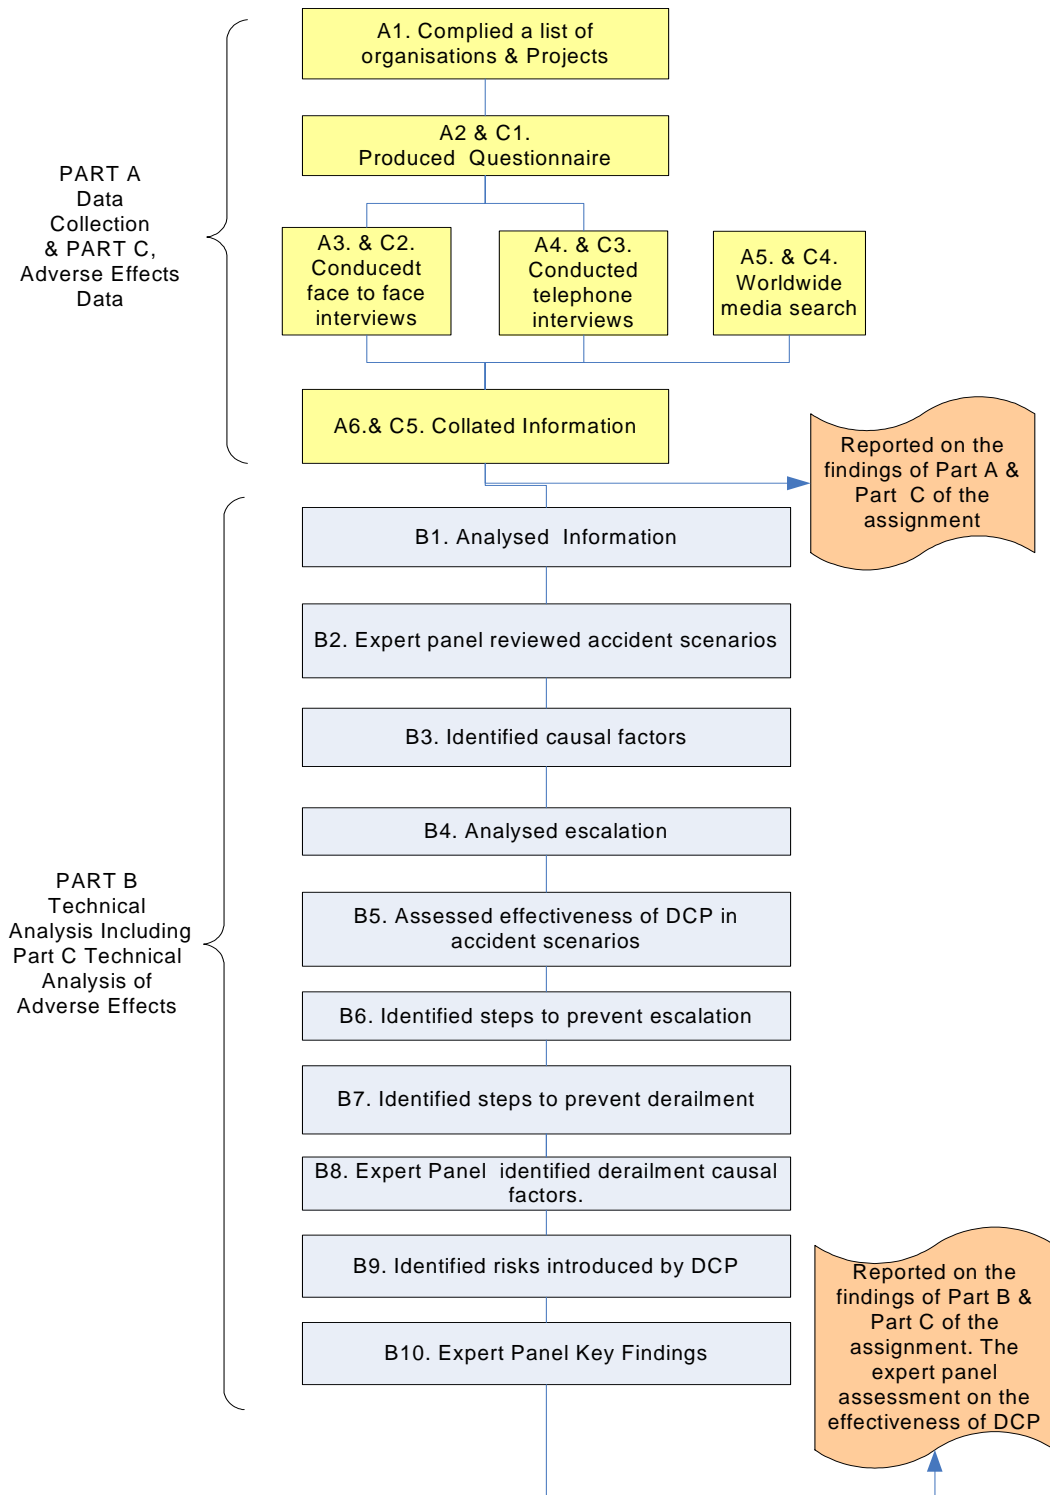 A1. Complied a list of
organisations & Projects
A2 & C1.
Produced Questionnaire
PART A
Data
Collection
& PART C,
Adverse Effects
Data
A3. & C2.
Conducedt
face to face
interviews
A4. & C3.
Conducted
telephone
interviews
A5. & C4.
Worldwide
media search
A6.& C5. Collated Information
Reported on the
findings of Part A &
Part C of the
assignment
B1. Analysed Information
B2. Expert panel reviewed accident scenarios
B3. Identified causal factors
B4. Analysed escalation
PART B
Technical
Analysis Including
Part C Technical
Analysis of
Adverse Effects
B5. Assessed effectiveness of DCP in
accident scenarios
B6. Identified steps to prevent escalation
B7. Identified steps to prevent derailment
B8. Expert Panel identified derailment causal
factors.
B9. Identified risks introduced by DCP
B10. Expert Panel Key Findings
Reported on the
findings of Part B &
Part C of the
assignment. The
expert panel
assessment on the
effectiveness of DCP